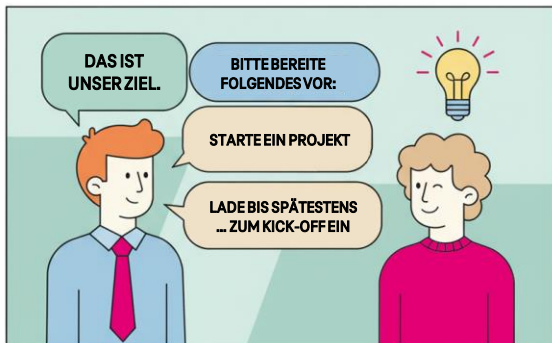 DAS IST
UNSER ZIEL.
BITTE BEREITE
FOLGENDES VOR:
STARTE EIN PROJEKT
LADE BIS SPÄTESTENS
... ZUM KICK-OFF EIN